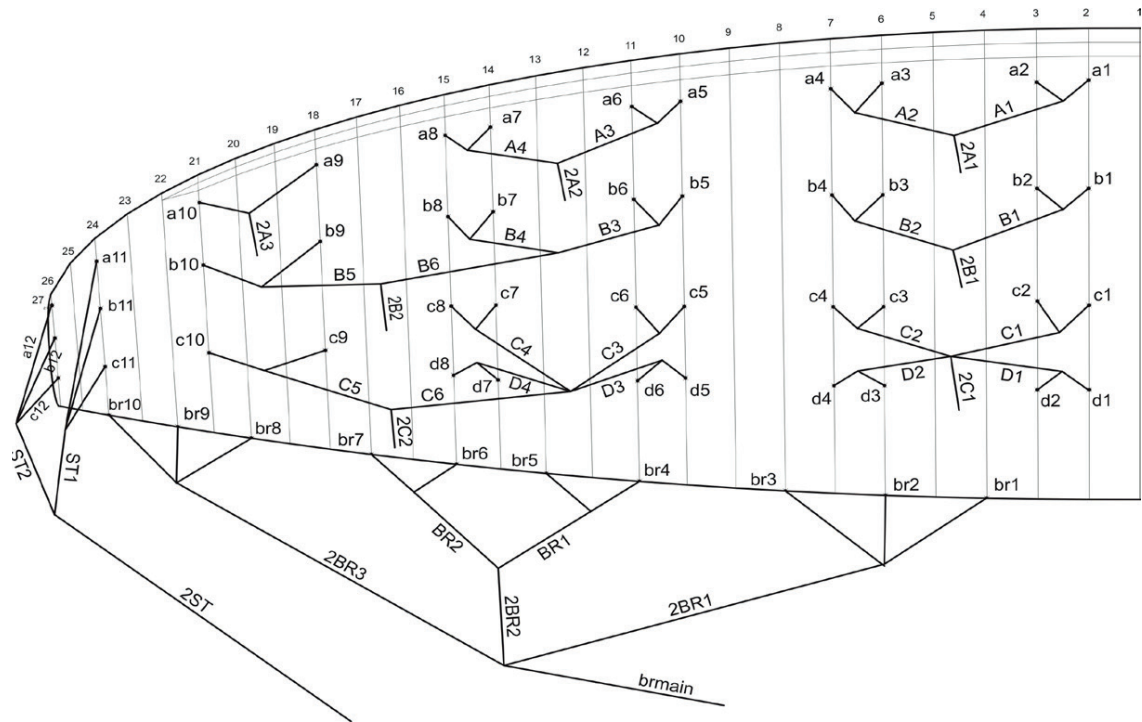 27 26 25 24 23 22 21 20 19 18 17 16 15 14 13 12 11 10 9 8 7 6 5 4 3 2 1
a10 a9 a8 a7 a6 a5 a4 a3 a2 a1
A4 A3 A2 A1
2A3 2A2 2A1
a11 b10 b9 b8 b7 b6 b5 b4 b3 b2 b1
B5 B6 B4 B3 B2 B1
2B2 2B1
b11 c8 c7 c6 c5 c4 c3 c2 c1
a12 b12 c12 c11 c10 c9
C5 C6 C4 C3 C2 C1
d8 d7 D4 D3 d6 d5 d4 d3 D2 D1 d2 d1
2C2 2C1
br10 br9 br8 br7 br6 br5 br4 br3 br2 br1
ST2 ST1
BR2 BR1
2ST 2BR3 2BR2 2BR1
brmain